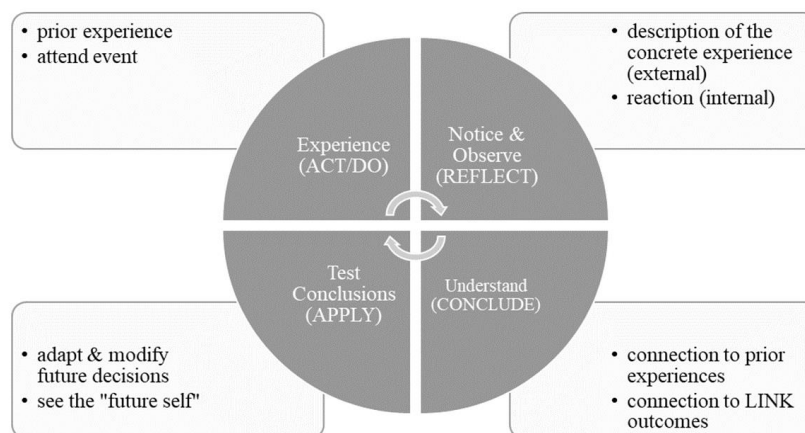 • prior experience
• attend event
• description of the
concrete experience
(external)
• reaction (internal)
Experience
(ACT/DO)
Notice &
Observe
(REFLECT)
Test
Conclusions
(APPLY)
Understand
(CONCLUDE)
• adapt & modify
future decisions
• see the "future self"
• connection to prior
experiences
• connection to LINK
outcomes